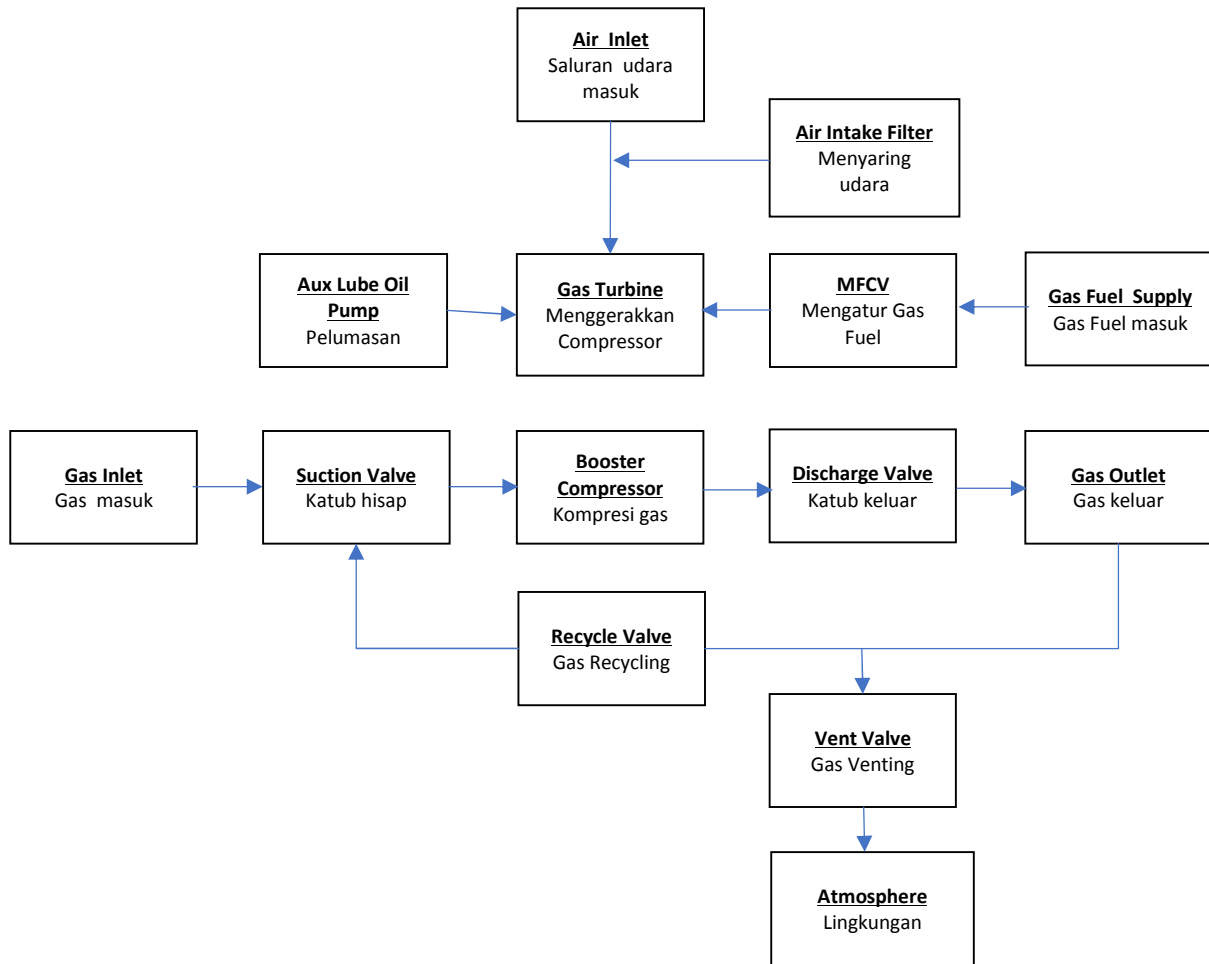 Air  Inlet
Saluran  udara
masuk
Air Intake Filter
Menyaring
udara
Aux Lube Oil
Pump
Pelumasan
Gas Turbine
Menggerakkan
Compressor
MFCV
Mengatur Gas
Fuel
Gas Fuel  Supply
Gas Fuel masuk
Gas Inlet
Gas  masuk
Suction Valve
Katub hisap
Booster
Compressor
Kompresi gas
Discharge Valve
Katub keluar
Gas Outlet
Gas keluar
Recycle Valve
Gas Recycling
Vent Valve
Gas Venting
Atmosphere
Lingkungan